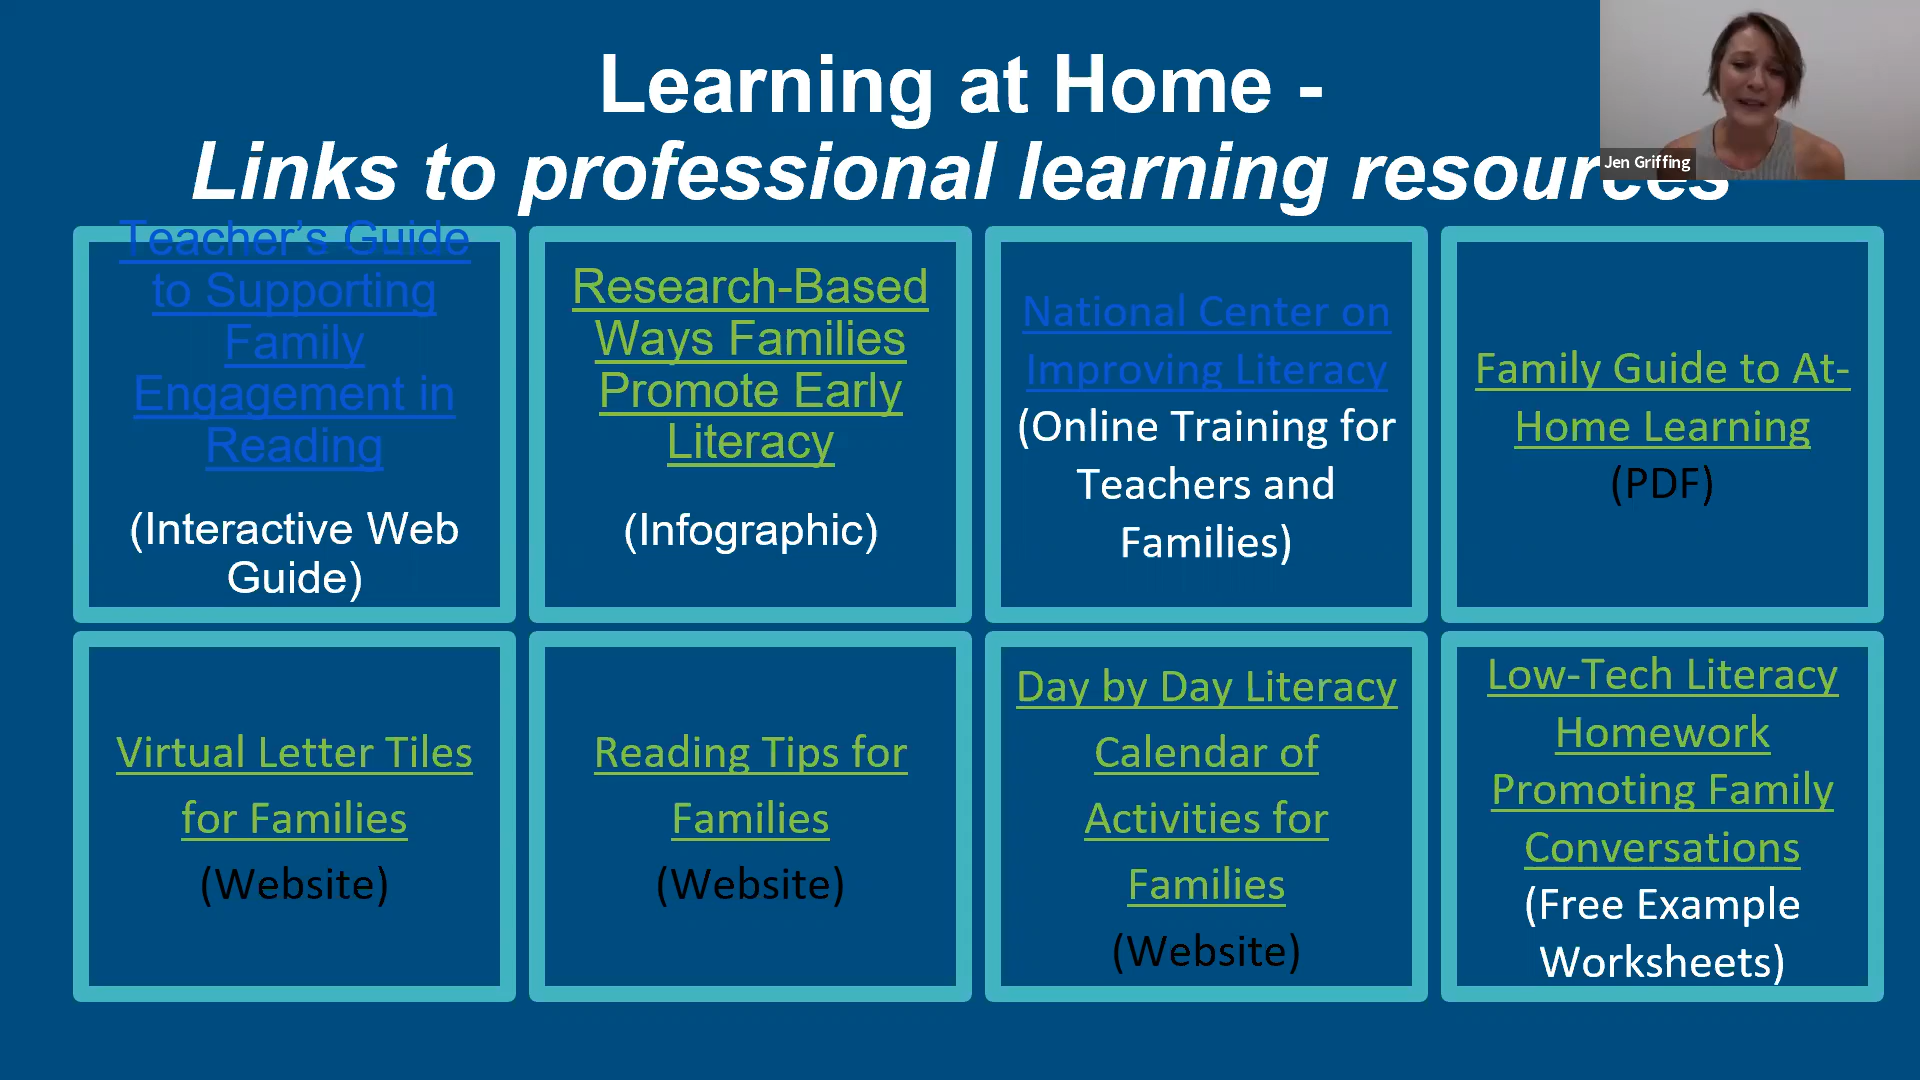 Learning at Home -
Links to professional learning resources
Jen Griffing
Teacher's Guide
to Supporting
Family
Engagement in
Reading
(Interactive Web
Guide)
Research-Based
Ways Families
Promote Early
Literacy
(Infographic)
National Center on
Improving Literacy
(Online Training for
Teachers and
Families)
Family Guide to At-
Home Learning
(PDF)
Virtual Letter Tiles
for Families
(Website)
Reading Tips for
Families
(Website)
Day by Day Literacy
Calendar of
Activities for
Families
(Website)
Low-Tech Literacy
Homework
Promoting Family
Conversations
(Free Example
Worksheets)